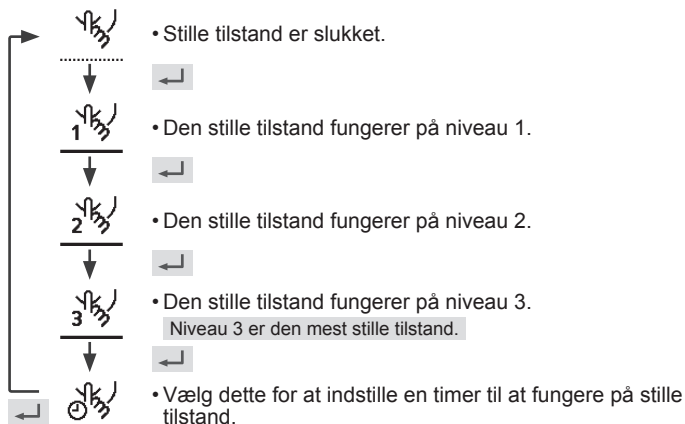 • Stille tilstand er slukket.
1
• Den stille tilstand fungerer på niveau 1.
2
• Den stille tilstand fungerer på niveau 2.
3
• Den stille tilstand fungerer på niveau 3.
Niveau 3 er den mest stille tilstand.
• Vælg dette for at indstille en timer til at fungere på stille
tilstand.